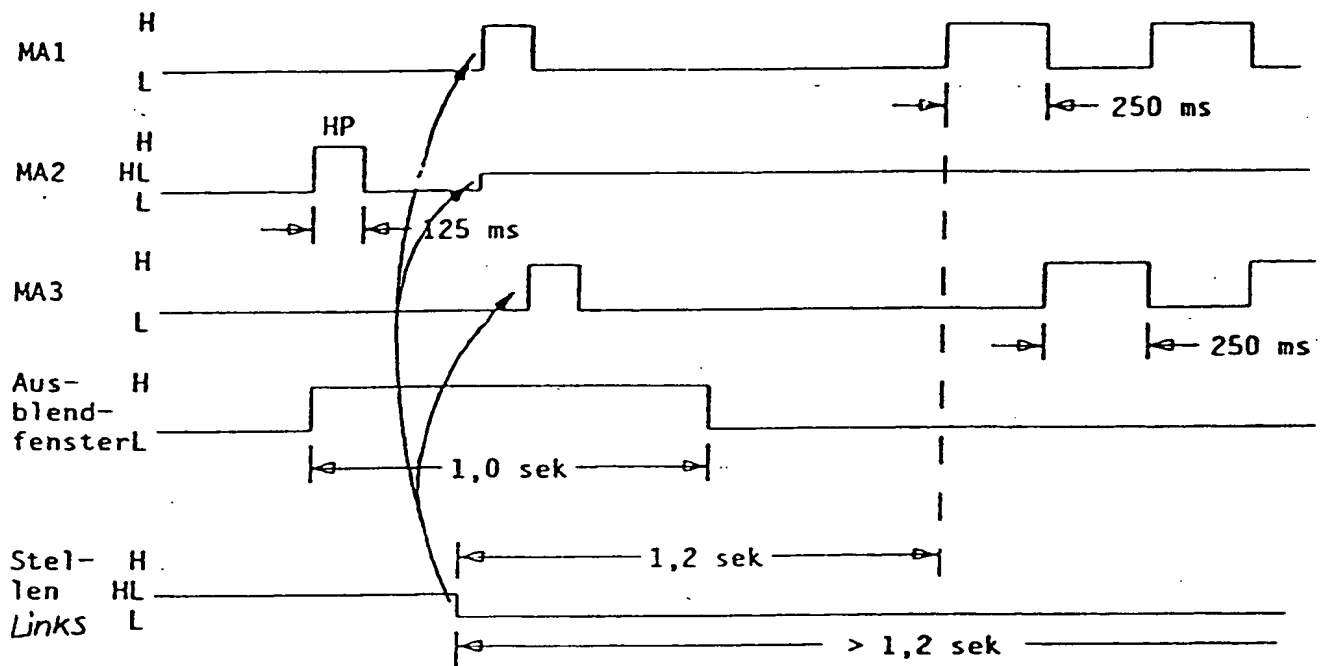 H
MA1
L
250 ms
HP
H
MA2 HL
L
125 ms
H
MA3
L
250 ms
Aus- H
blend-
fensterL
1,0 sek
1,2 sek
Stel- H
len HL
Links L
> 1,2 sek